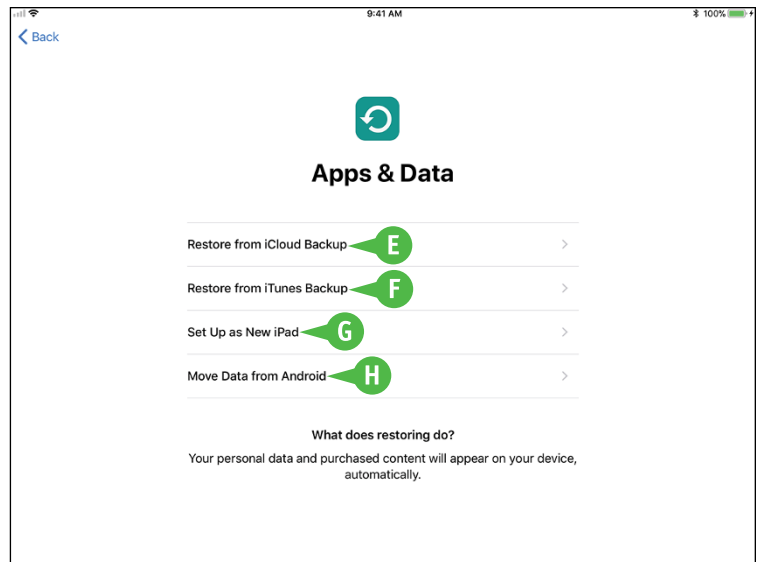 9:41 AM
100%
Back
Apps & Data
Restore from iCloud Backup E
Restore from iTunes Backup F
Set Up as New iPad G
Move Data from Android H
What does restoring do?
Your personal data and purchased content will appear on your device,
automatically.